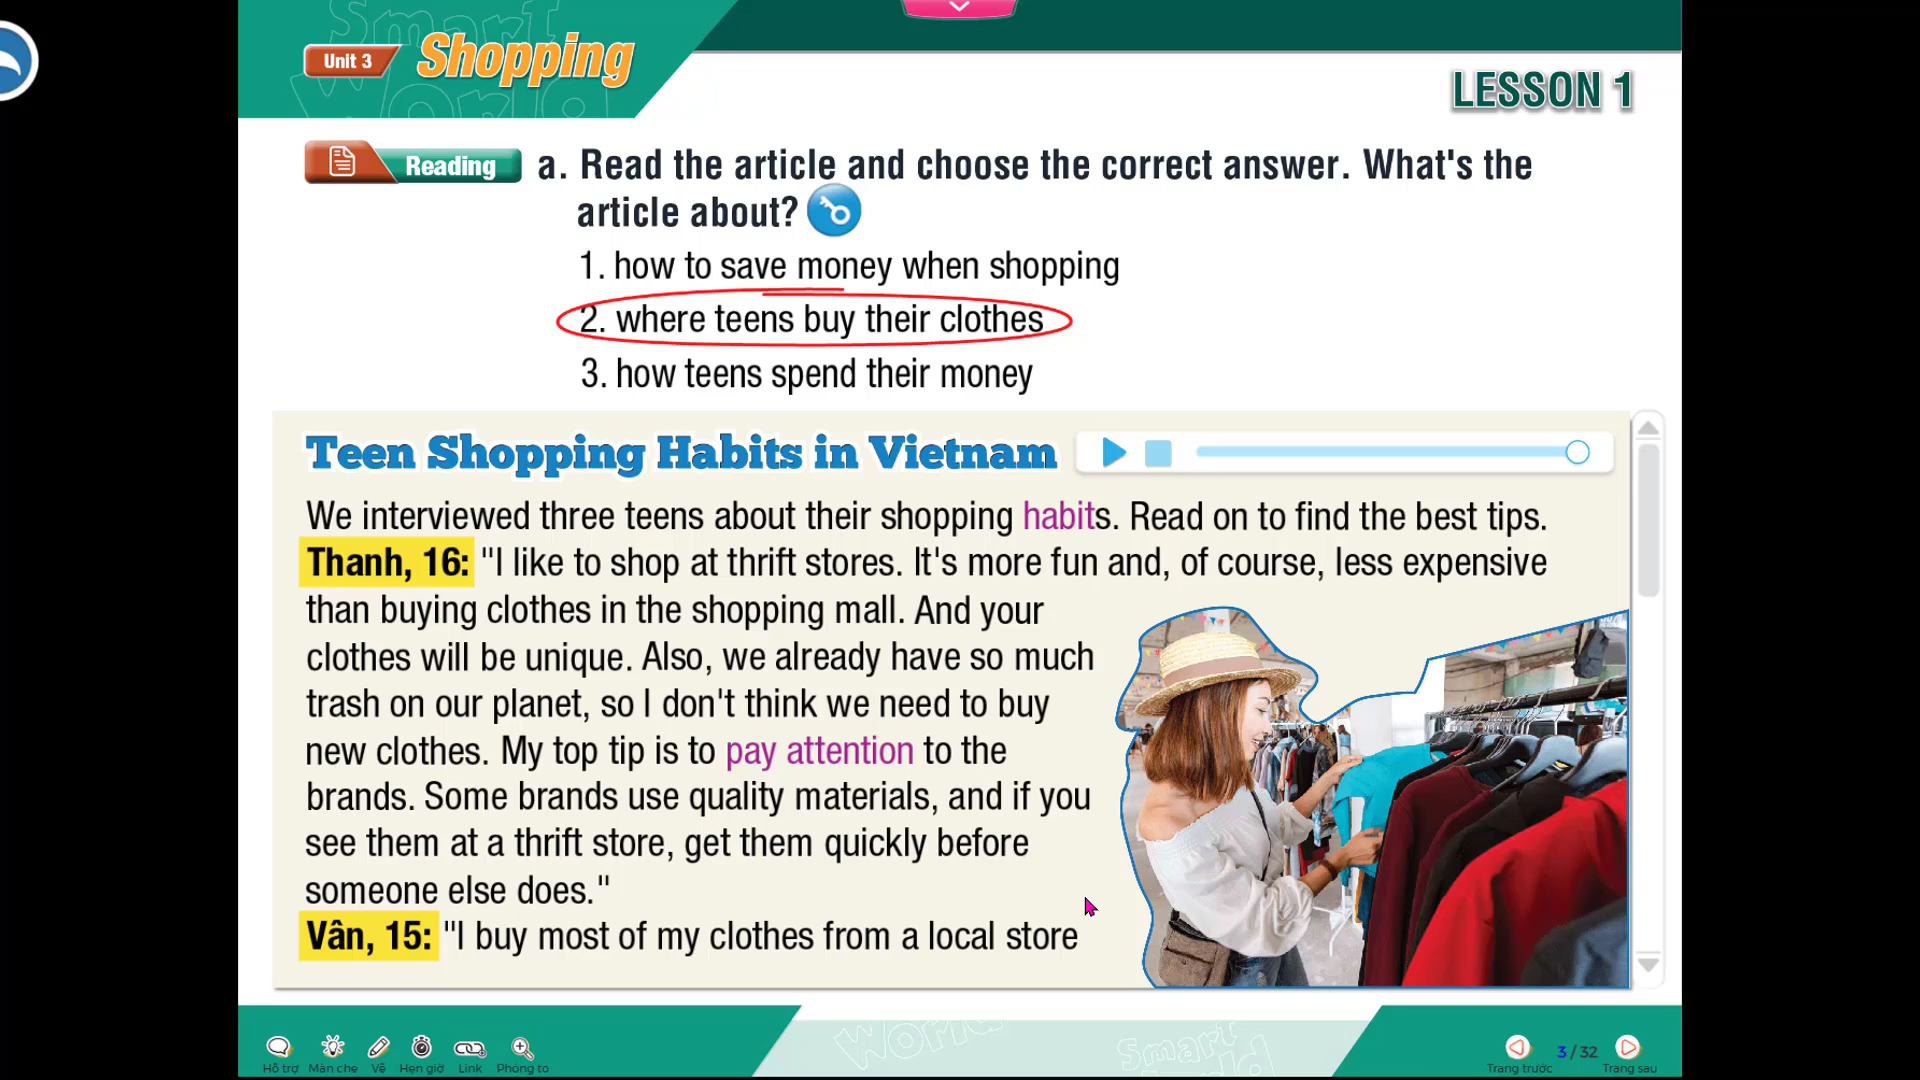 Unit 3
Shopping
LESSON 1
Reading
a. Read the article and choose the correct answer. What's the
article about?
1. how to save money when shopping
2. where teens buy their clothes
3. how teens spend their money
Teen Shopping Habits in Vietnam
We interviewed three teens about their shopping habits. Read on to find the best tips.
Thanh, 16: "I like to shop at thrift stores. It's more fun and, of course, less expensive
than buying clothes in the shopping mall. And your
clothes will be unique. Also, we already have so much
trash on our planet, so I don't think we need to buy
new clothes. My top tip is to pay attention to the
brands. Some brands use quality materials, and if you
see them at a thrift store, get them quickly before
someone else does."
Vân, 15: "I buy most of my clothes from a local store
Hỗ trợ Màn che Vẽ Hẹn giờ Link Phóng to
3 / 32
Trang trước Trang sau
Smart
World
World
Smart
World